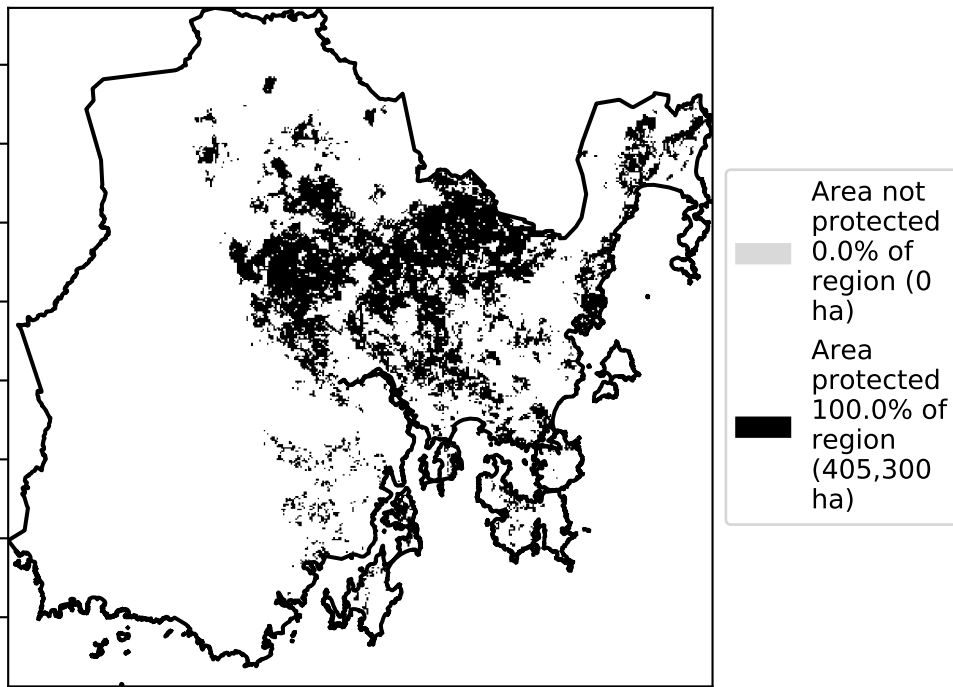 Area not
protected
0.0% of
region (0
ha)
Area
protected
100.0% of
region
(405,300
ha)